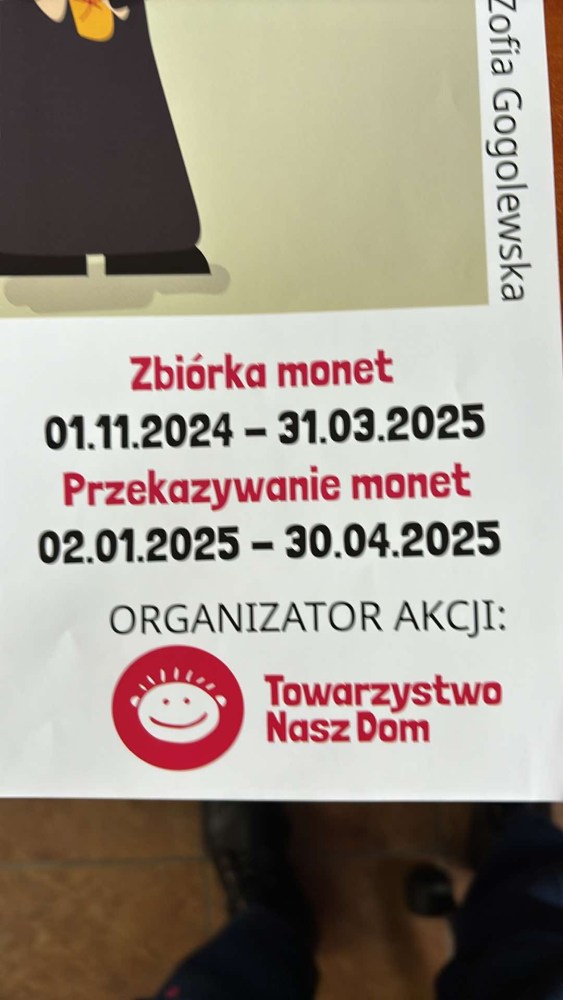 Zofia Gogolewska
Zbiórka monet
01.11.2024 – 31.03.2025
Przekazywanie monet
02.01.2025 – 30.04.2025
ORGANIZATOR AKCJI:
Towarzystwo
Nasz Dom